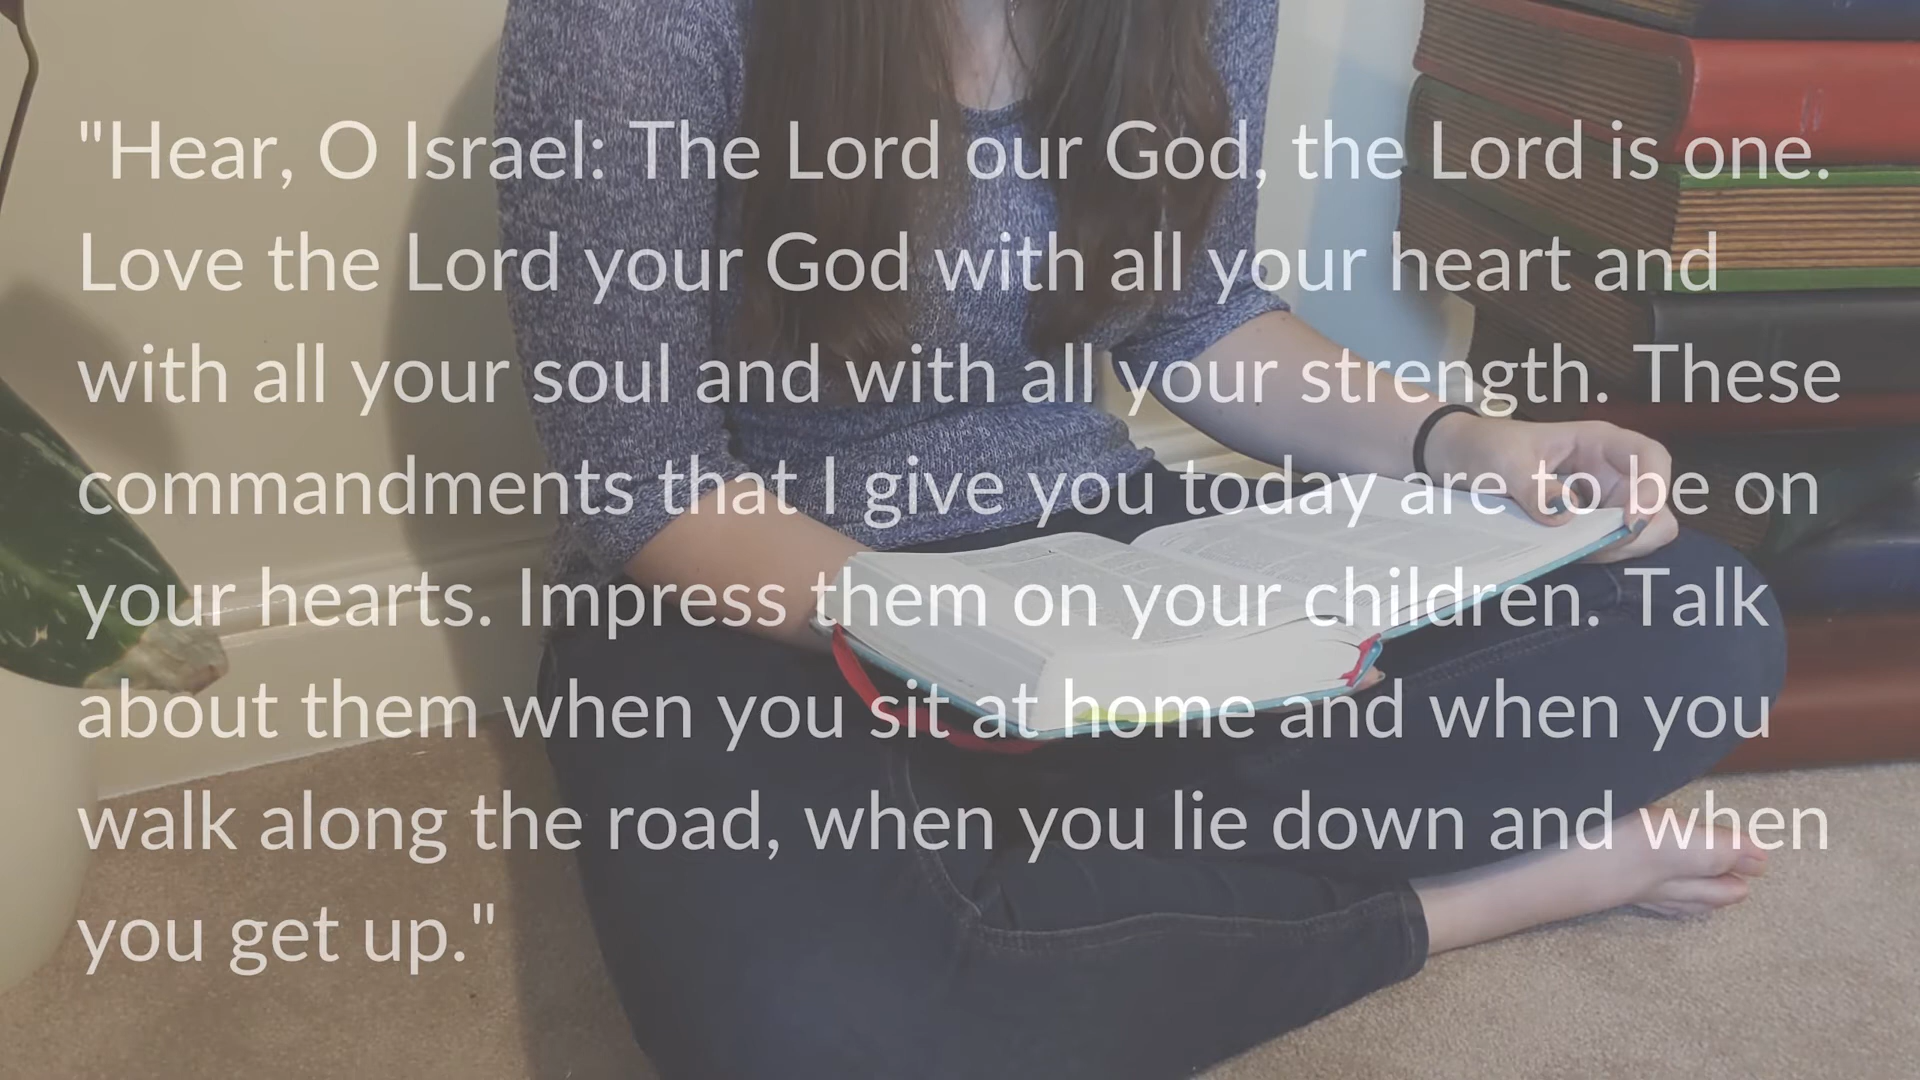 "Hear, O Israel: The Lord our God, the Lord is one.
Love the Lord your God with all your heart and
with all your soul and with all your strength. These
commandments that I give you today are to be on
your hearts. Impress them on your children. Talk
about them when you sit at home and when you
walk along the road, when you lie down and when
you get up."